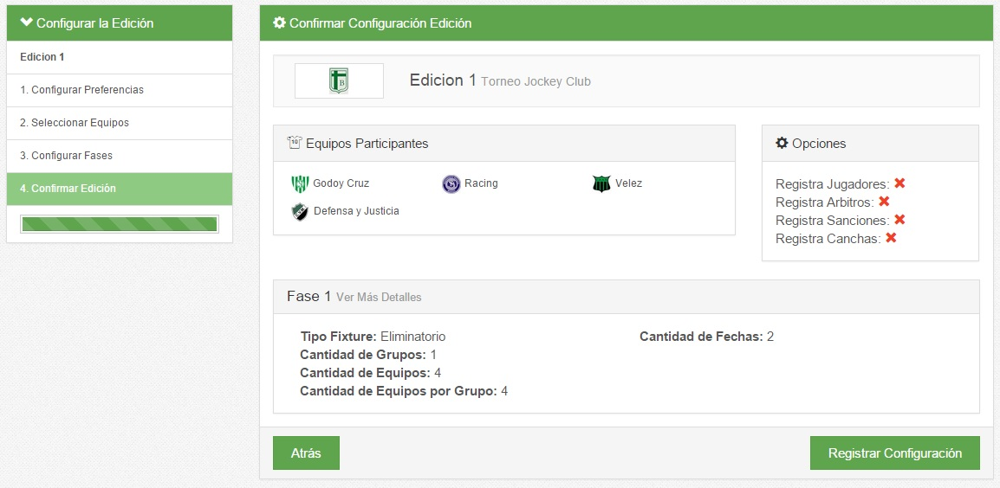 Configurar la Edición
Edicion 1
1. Configurar Preferencias
2. Seleccionar Equipos
3. Configurar Fases
4. Confirmar Edición
Confirmar Configuración Edición
B
Edicion 1 Torneo Jockey Club
10 Equipos Participantes
Godoy Cruz
Racing
Velez
Defensa y Justicia
Opciones
Registra Jugadores:
Registra Arbitros:
Registra Sanciones:
Registra Canchas:
Fase 1 Ver Más Detalles
Tipo Fixture: Eliminatorio
Cantidad de Grupos: 1
Cantidad de Equipos: 4
Cantidad de Equipos por Grupo: 4
Cantidad de Fechas: 2
Atrás
Registrar Configuración